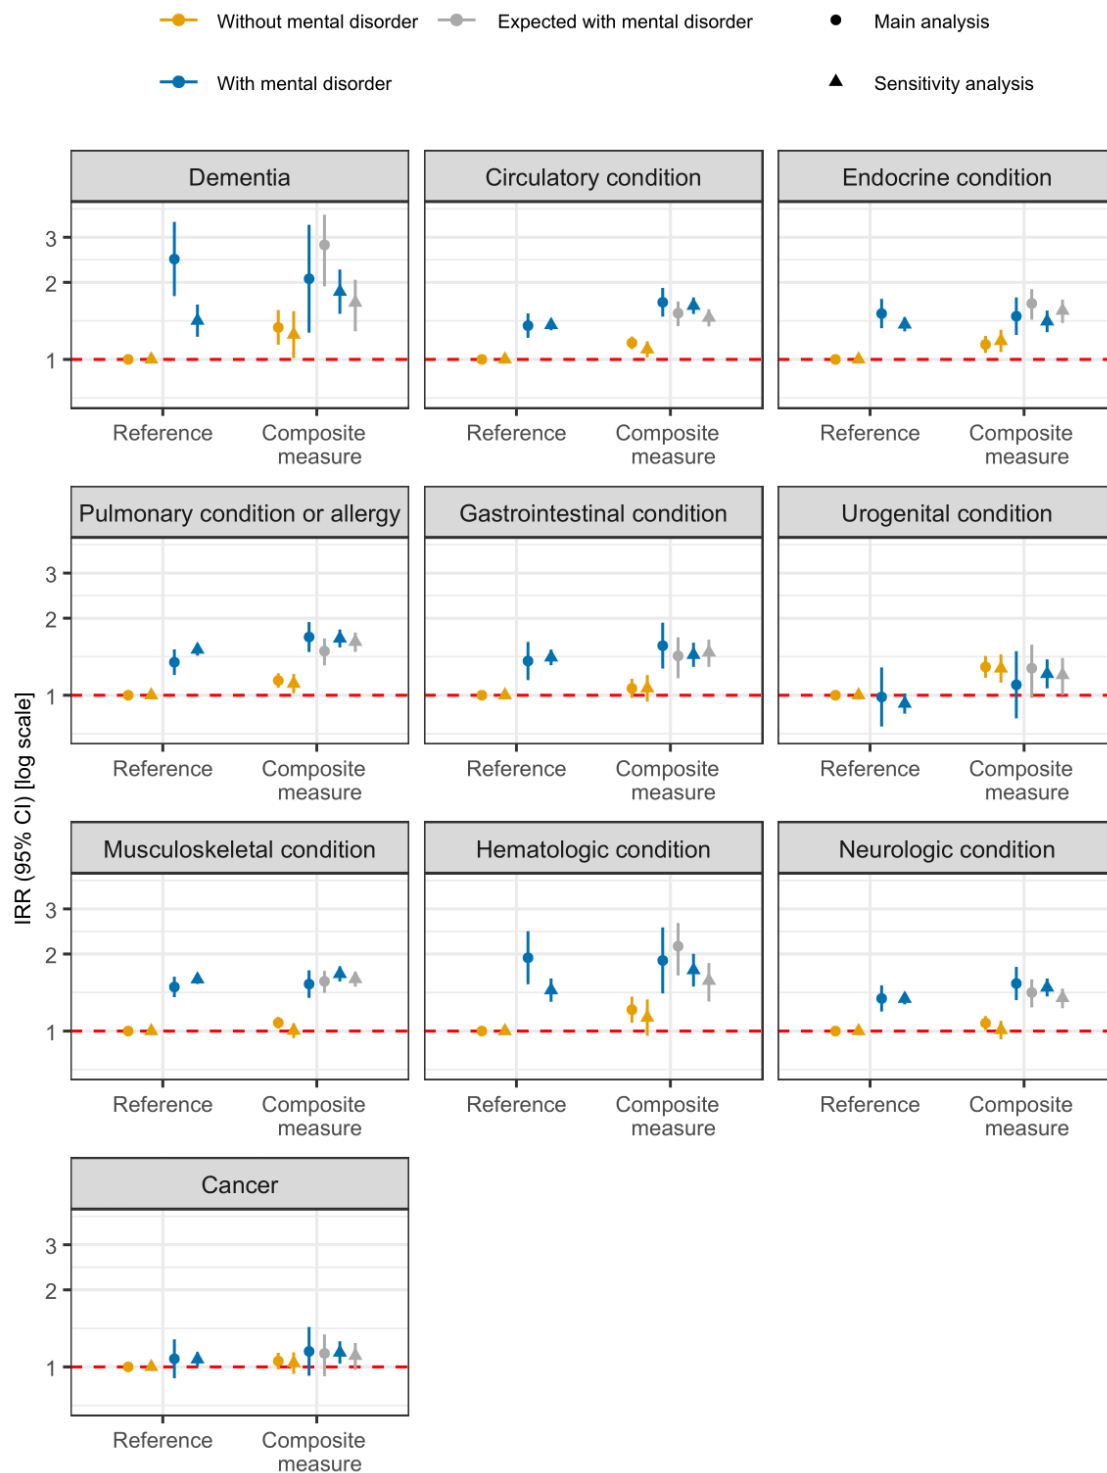 Without mental disorder
Expected with mental disorder
Main analysis
With mental disorder
Sensitivity analysis
IRR (95% CI) [log scale]
Dementia
Circulatory condition
Endocrine condition
3
2
1
Reference
Composite
measure
Reference
Composite
measure
Reference
Composite
measure
Pulmonary condition or allergy
Gastrointestinal condition
Urogenital condition
3
2
1
Reference
Composite
measure
Reference
Composite
measure
Reference
Composite
measure
Musculoskeletal condition
Hematologic condition
Neurologic condition
3
2
1
Reference
Composite
measure
Reference
Composite
measure
Reference
Composite
measure
Cancer
3
2
1
Reference
Composite
measure